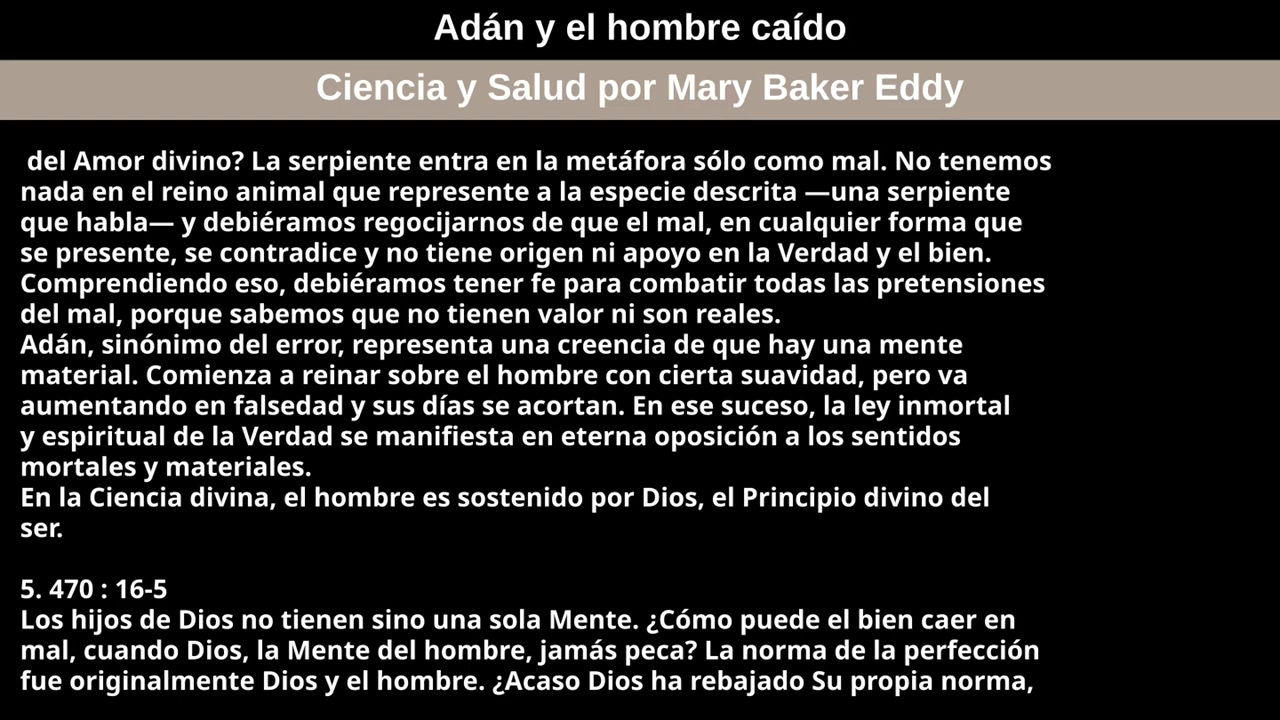 Adán y el hombre caído
Ciencia y Salud por Mary Baker Eddy
del Amor divino? La serpiente entra en la metáfora sólo como mal. No tenemos
nada en el reino animal que represente a la especie descrita —una serpiente
que habla— y debiéramos regocijarnos de que el mal, en cualquier forma que
se presente, se contradice y no tiene origen ni apoyo en la Verdad y el bien.
Comprendiendo eso, debiéramos tener fe para combatir todas las pretensiones
del mal, porque sabemos que no tienen valor ni son reales.
Adán, sinónimo del error, representa una creencia de que hay una mente
material. Comienza a reinar sobre el hombre con cierta suavidad, pero va
aumentando en falsedad y sus días se acortan. En ese suceso, la ley inmortal
y espiritual de la Verdad se manifiesta en eterna oposición a los sentidos
mortales y materiales.
En la Ciencia divina, el hombre es sostenido por Dios, el Principio divino del
ser.
5. 470 : 16-5
Los hijos de Dios no tienen sino una sola Mente. ¿Cómo puede el bien caer en
mal, cuando Dios, la Mente del hombre, jamás peca? La norma de la perfección
fue originalmente Dios y el hombre. ¿Acaso Dios ha rebajado Su propia norma,